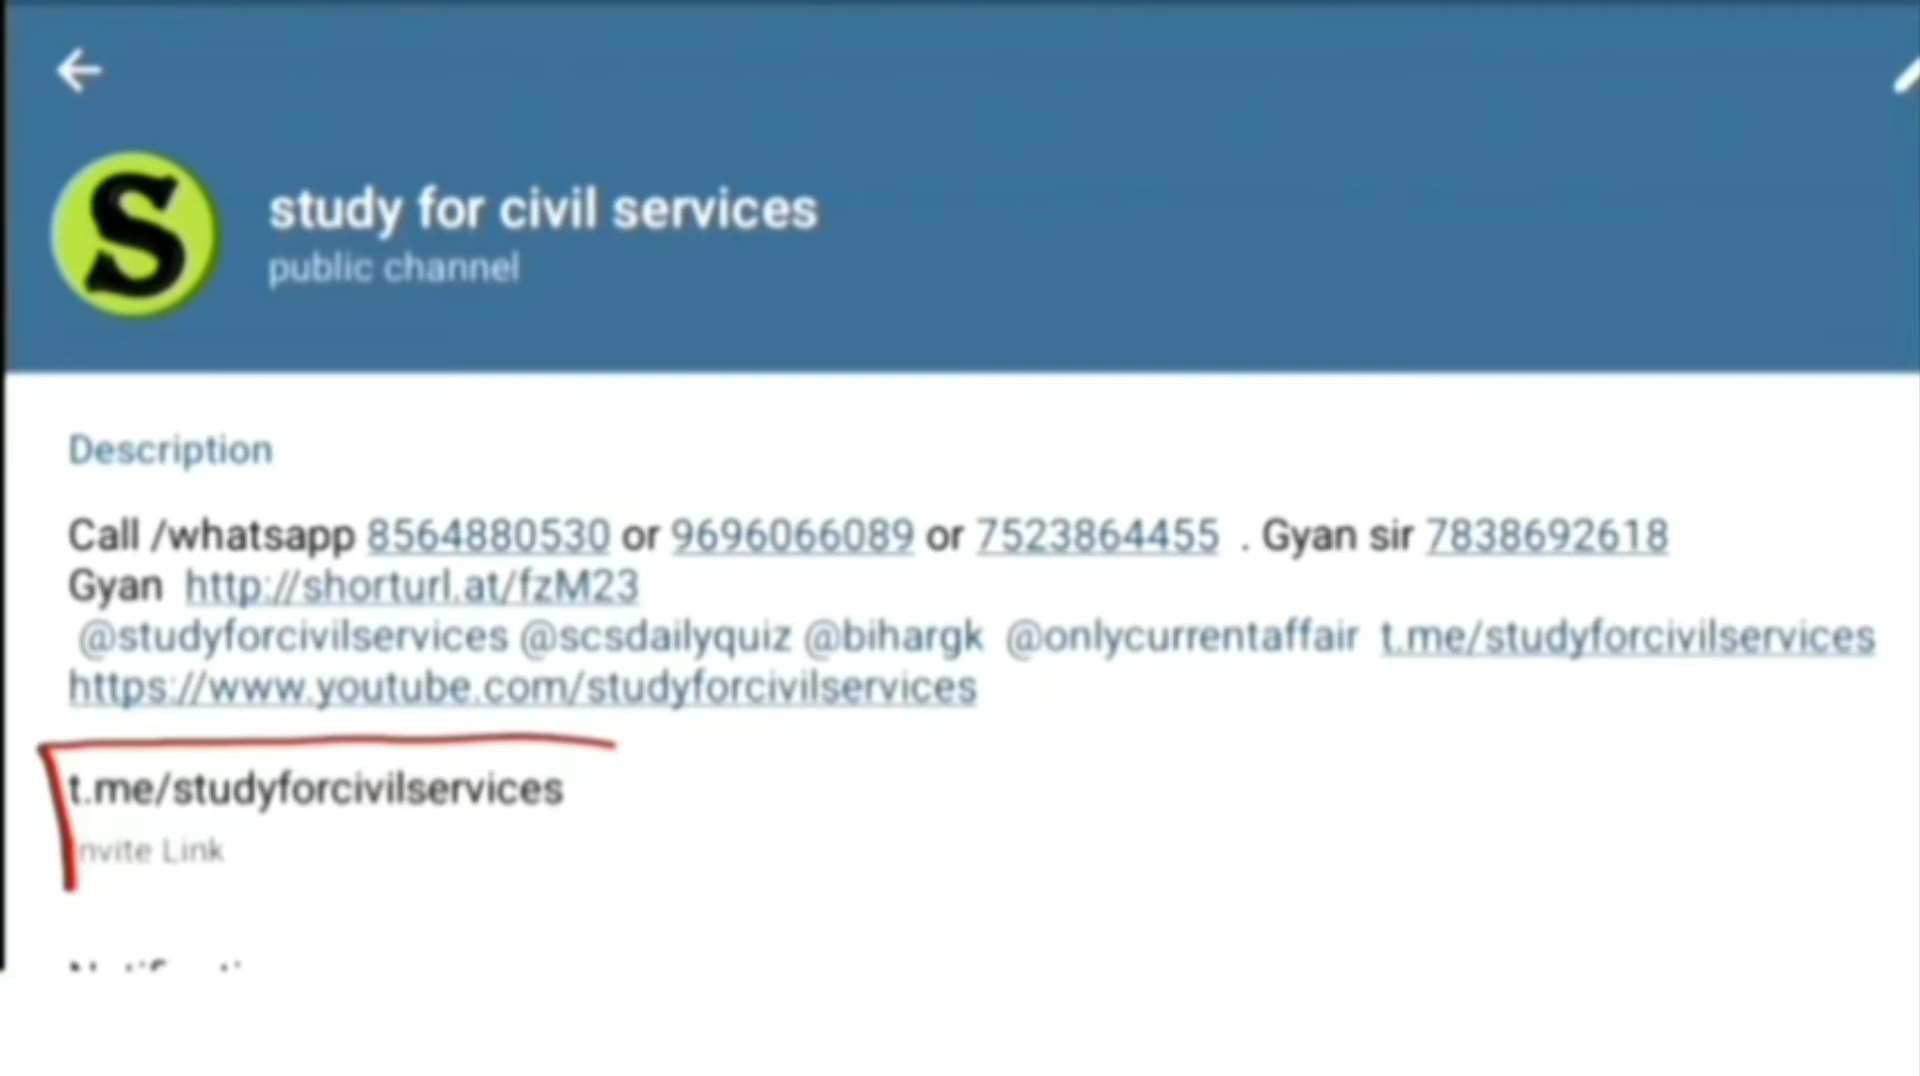 S
study for civil services
public channel
Description
Call /whatsapp 8564880530 or 9696066089 or 7523864455 . Gyan sir 7838692618
Gyan http://shorturl.at/fzM23
@studyforcivilservices @scsdailyquiz @bihargk @onlycurrentaffair t.me/studyforcivilservices
https://www.youtube.com/studyforcivilservices
t.me/studyforcivilservices
nvite Link